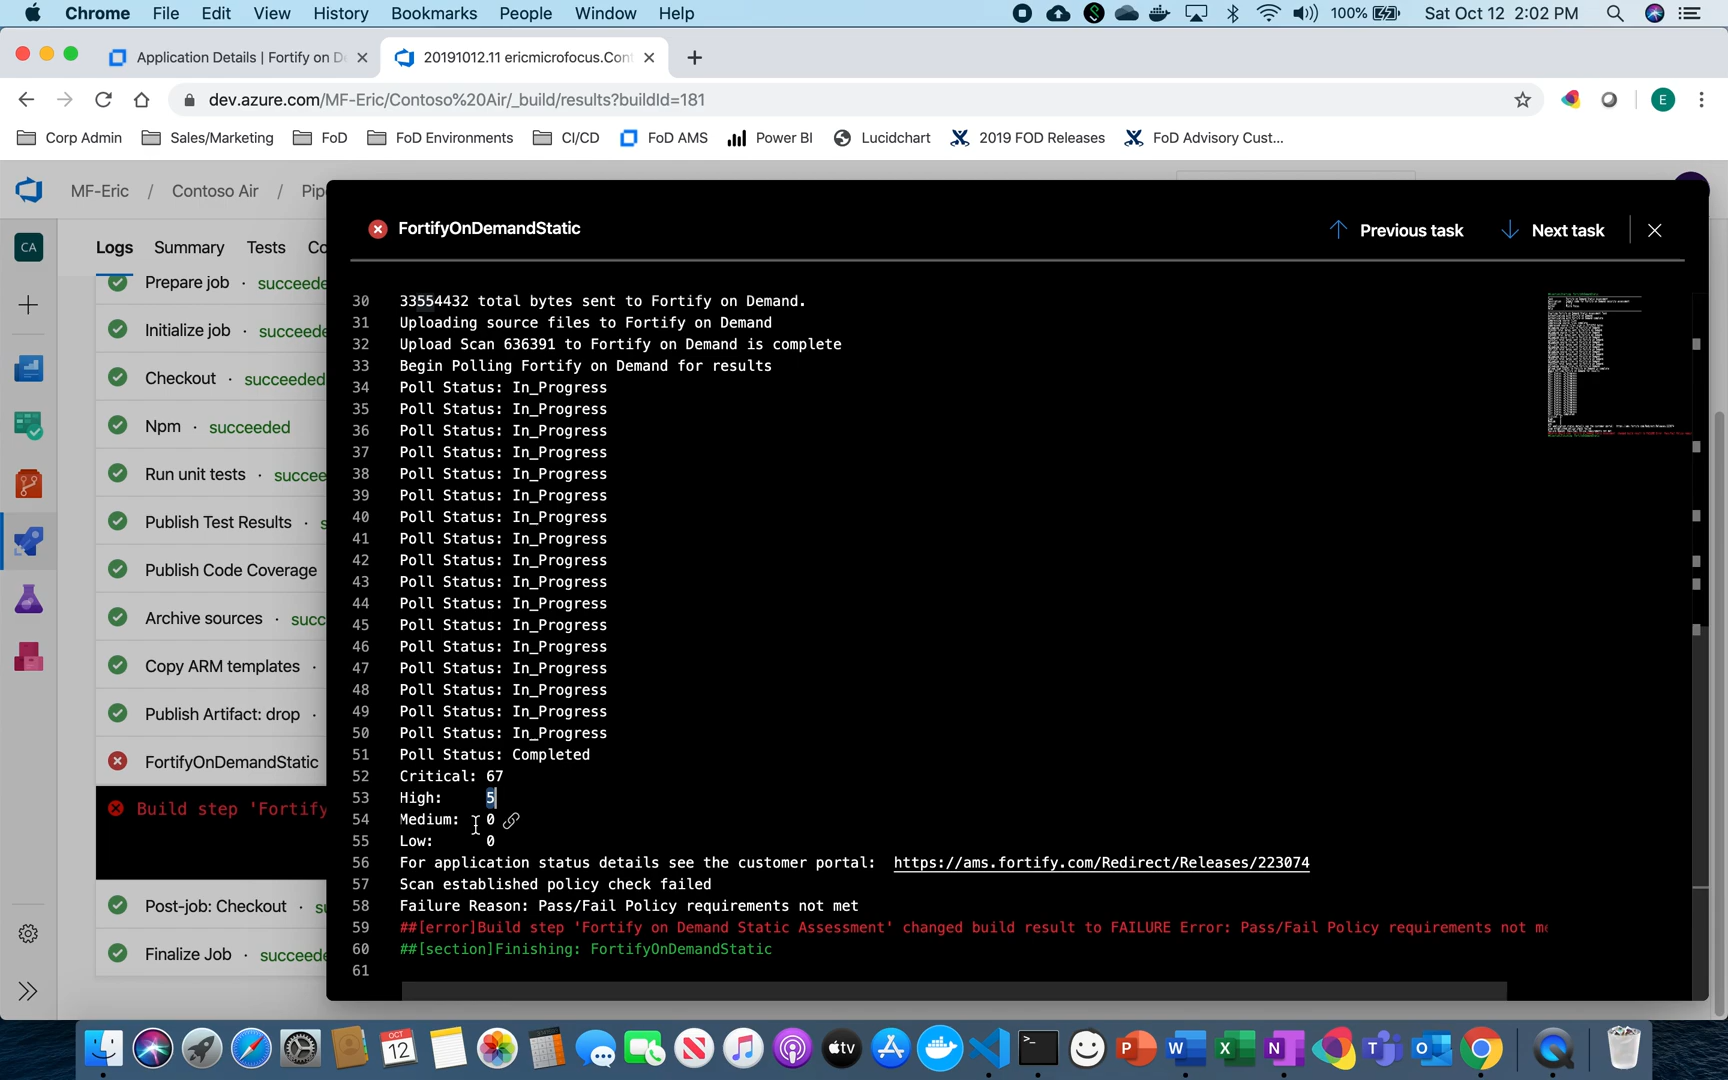 Chrome File Edit View History Bookmarks People Window Help 100% Sat Oct 12 2:02 PM
Application Details | Fortify on D
20191012.11 ericmicrofocus.Cont
dev.azure.com/MF-Eric/Contoso%20Air/_build/results?buildId=181
E
Corp Admin Sales/Marketing FoD FoD Environments CI/CD FoD AMS Power BI Lucidchart 2019 FOD Releases FoD Advisory Cust...
MF-Eric / Contoso Air / Pip
CA
Logs Summary Tests Co
Prepare job · succeede
Initialize job · succeede
Checkout · succeeded
Npm · succeeded
Run unit tests · succee
Publish Test Results · s
Publish Code Coverage
Archive sources · succ
Copy ARM templates ·
Publish Artifact: drop ·
FortifyOnDemandStatic
Build step 'Fortify
Post-job: Checkout · su
Finalize Job · succeede
FortifyOnDemandStatic
Previous task Next task
30 33554432 total bytes sent to Fortify on Demand.
31 Uploading source files to Fortify on Demand
32 Upload Scan 636391 to Fortify on Demand is complete
33 Begin Polling Fortify on Demand for results
34 Poll Status: In_Progress
35 Poll Status: In_Progress
36 Poll Status: In_Progress
37 Poll Status: In_Progress
38 Poll Status: In_Progress
39 Poll Status: In_Progress
40 Poll Status: In_Progress
41 Poll Status: In_Progress
42 Poll Status: In_Progress
43 Poll Status: In_Progress
44 Poll Status: In_Progress
45 Poll Status: In_Progress
46 Poll Status: In_Progress
47 Poll Status: In_Progress
48 Poll Status: In_Progress
49 Poll Status: In_Progress
50 Poll Status: In_Progress
51 Poll Status: Completed
52 Critical: 67
53 High: 5
54 Medium: 0
55 Low: 0
56 For application status details see the customer portal: https://ams.fortify.com/Redirect/Releases/223074
57 Scan established policy check failed
58 Failure Reason: Pass/Fail Policy requirements not met
59 ##[error]Build step 'Fortify on Demand Static Assessment' changed build result to FAILURE Error: Pass/Fail Policy requirements not m
60 ##[section]Finishing: FortifyOnDemandStatic
61
OCT
12
tv
P W X N T O